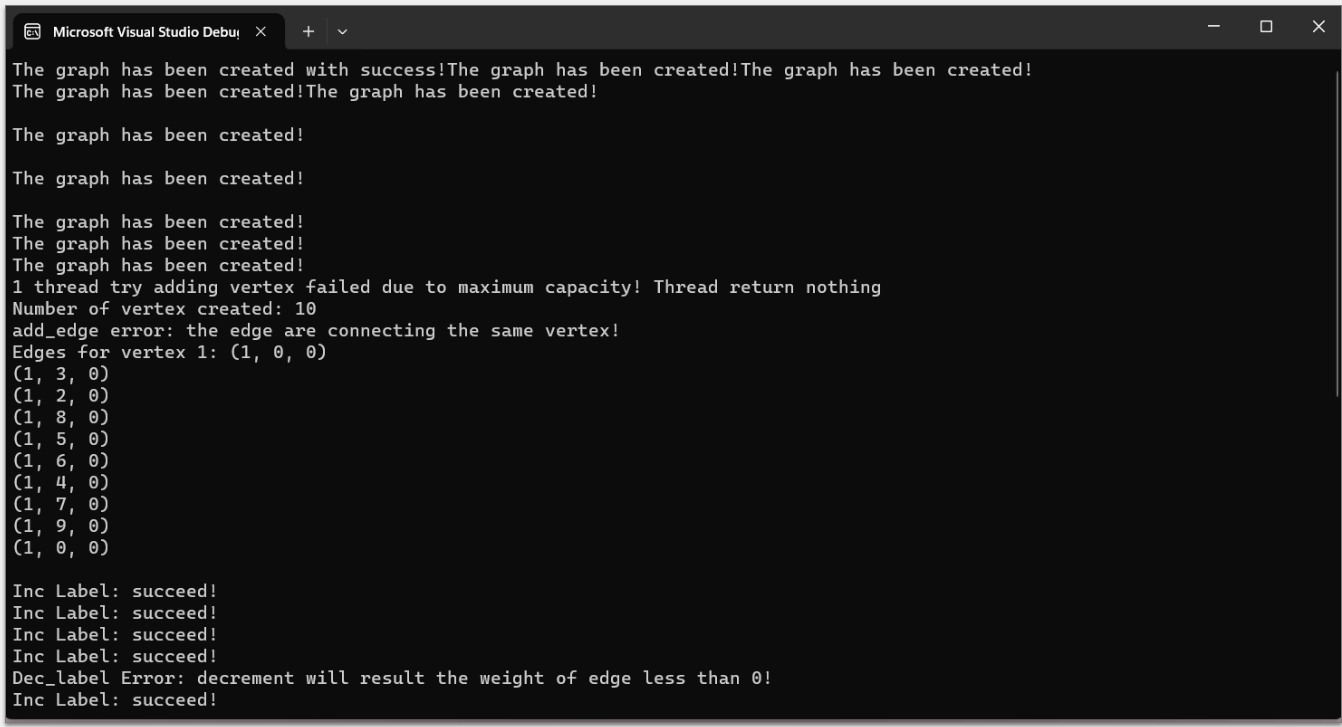 Microsoft Visual Studio Debu
The graph has been created with success!The graph has been created!The graph has been created!
The graph has been created!The graph has been created!
The graph has been created!
The graph has been created!
The graph has been created!
The graph has been created!
The graph has been created!
1 thread try adding vertex failed due to maximum capacity! Thread return nothing
Number of vertex created: 10
add_edge error: the edge are connecting the same vertex!
Edges for vertex 1: (1, 0, 0)
(1, 3, 0)
(1, 2, 0)
(1, 8, 0)
(1, 5, 0)
(1, 6, 0)
(1, 4, 0)
(1, 7, 0)
(1, 9, 0)
(1, 0, 0)
Inc Label: succeed!
Inc Label: succeed!
Inc Label: succeed!
Inc Label: succeed!
Dec_label Error: decrement will result the weight of edge less than 0!
Inc Label: succeed!